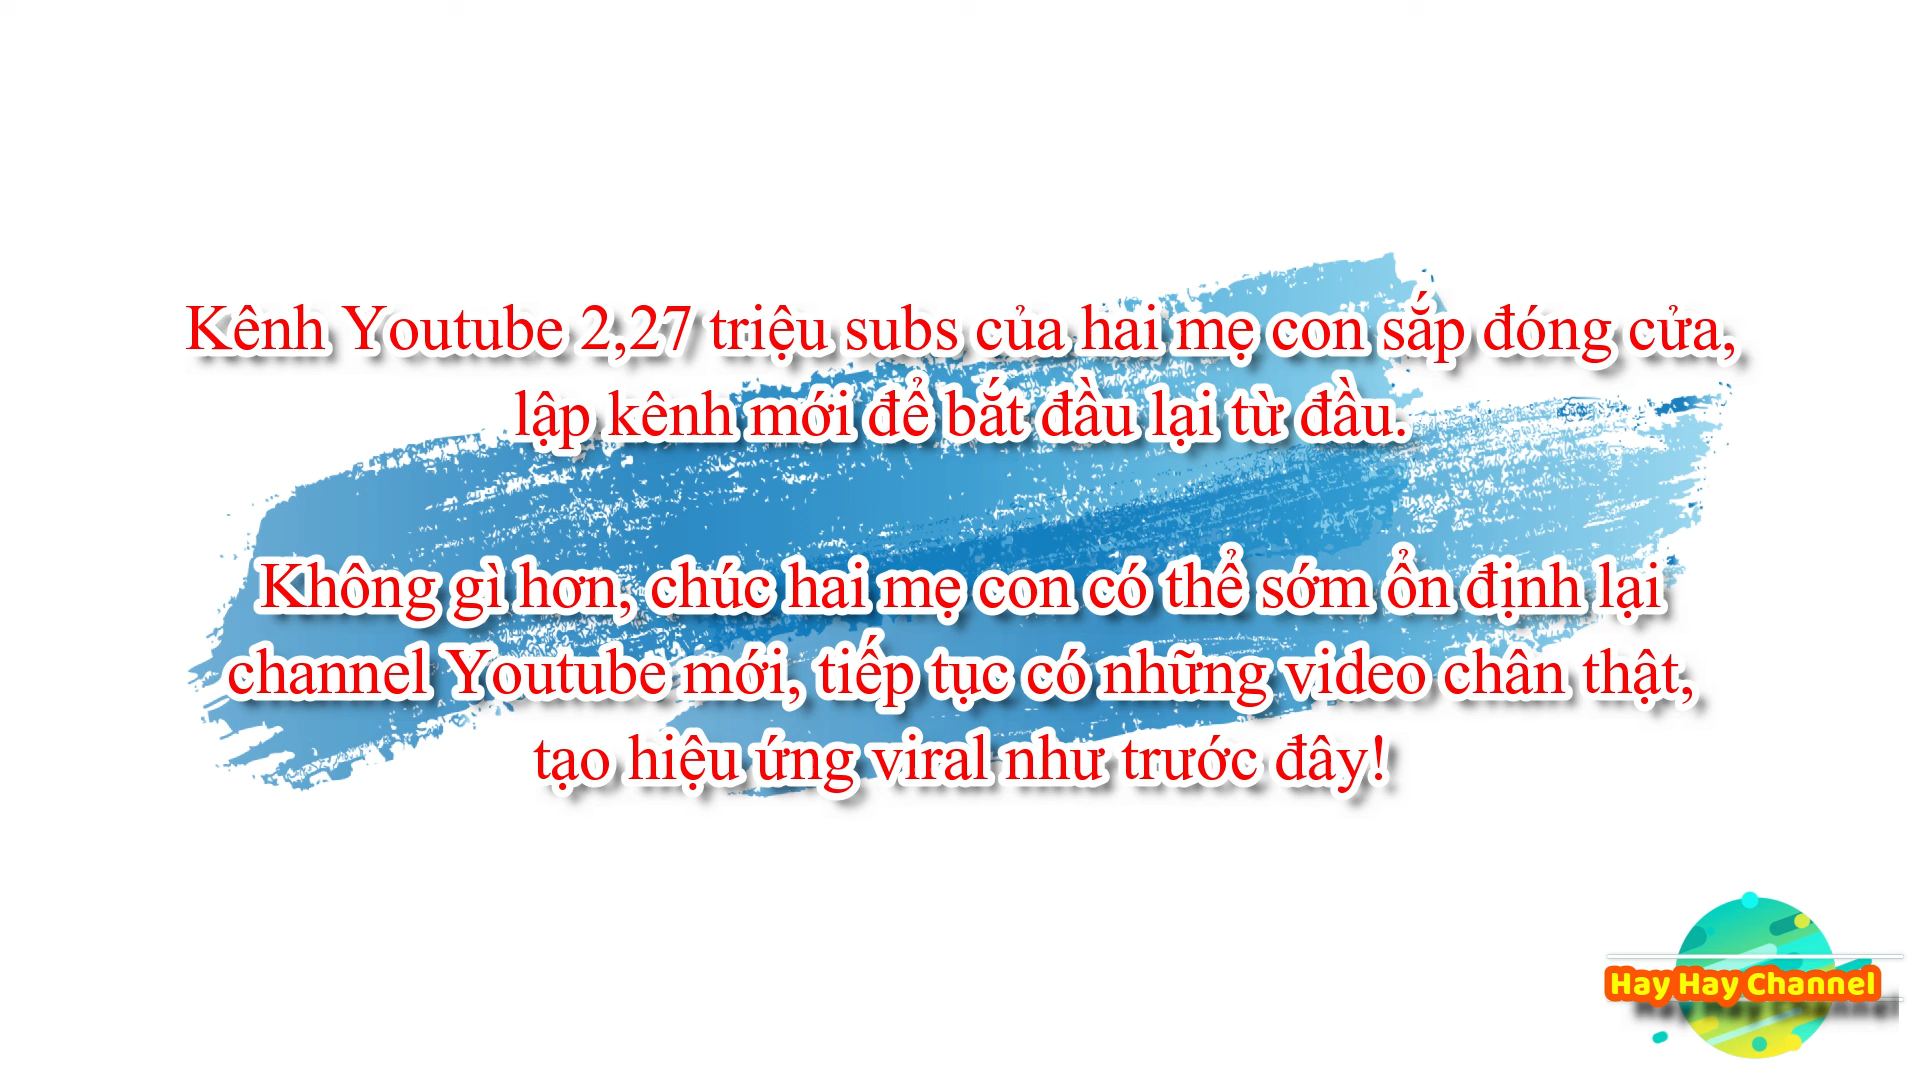 Kênh Youtube 2,27 triệu subs của hai mẹ con sắp đóng cửa,
lập kênh mới để bắt đầu lại từ đầu.
Không gì hơn, chúc hai mẹ con có thể sớm ổn định lại
channel Youtube mới, tiếp tục có những video chân thật,
tạo hiệu ứng viral như trước đây!
Hay Hay Channel